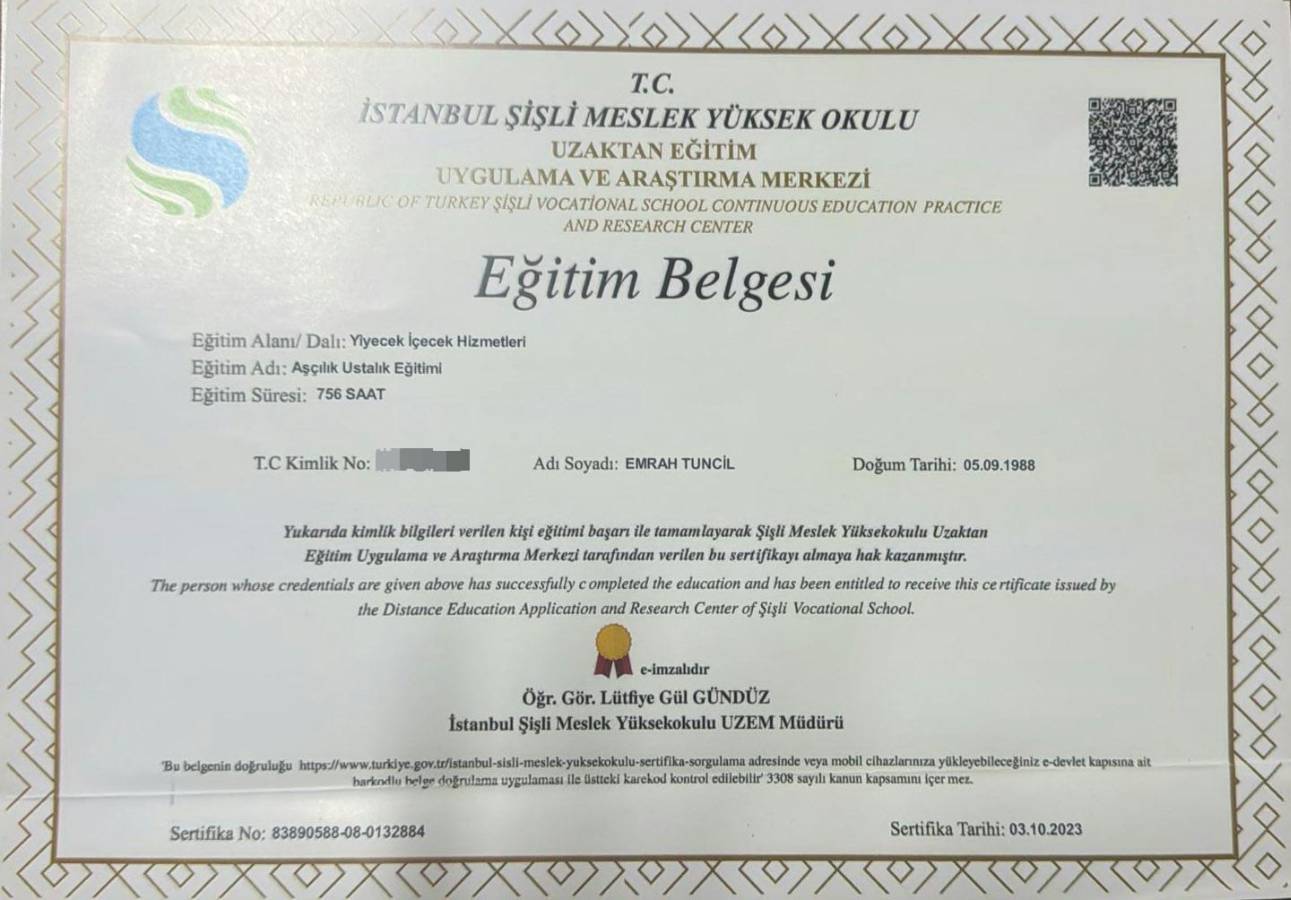 T.C.
İSTANBUL ŞİŞLİ MESLEK YÜKSEK OKULU
UZAKTAN EĞİTİM
UYGULAMA VE ARAŞTIRMA MERKEZİ
REPUBLIC OF TURKEY ŞİŞLİ VOCATIONAL SCHOOL CONTINUOUS EDUCATION PRACTICE
AND RESEARCH CENTER
Eğitim Belgesi
Eğitim Alanı/ Dalı: Yiyecek İçecek Hizmetleri
Eğitim Adı: Aşçılık Ustalık Eğitimi
Eğitim Süresi: 756 SAAT
T.C Kimlik No: Adı Soyadı: EMRAH TUNCİL Doğum Tarihi: 05.09.1988
Yukarıda kimlik bilgileri verilen kişi eğitimi başarı ile tamamlayarak Şişli Meslek Yüksekokulu Uzaktan
Eğitim Uygulama ve Araştırma Merkezi tarafından verilen bu sertifikayı almaya hak kazanmıştır.
The person whose credentials are given above has successfully completed the education and has been entitled to receive this certificate issued by
the Distance Education Application and Research Center of Şişli Vocational School.
e-imzalıdır
Öğr. Gör. Lütfiye Gül GÜNDÜZ
İstanbul Şişli Meslek Yüksekokulu UZEM Müdürü
'Bu belgenin doğruluğu https://www.turkiye.gov.tr/istanbul-sisli-meslek-yuksekokulu-sertifika-sorgulama adresinde veya mobil cihazlarınıza yükleyebileceğiniz e-devlet kapısına ait
barkodlu belge doğrulama uygulaması ile üstteki karekod kontrol edilebilir' 3308 sayılı kanun kapsamını içermez.
Sertifika No: 83890588-08-0132884 Sertifika Tarihi: 03.10.2023